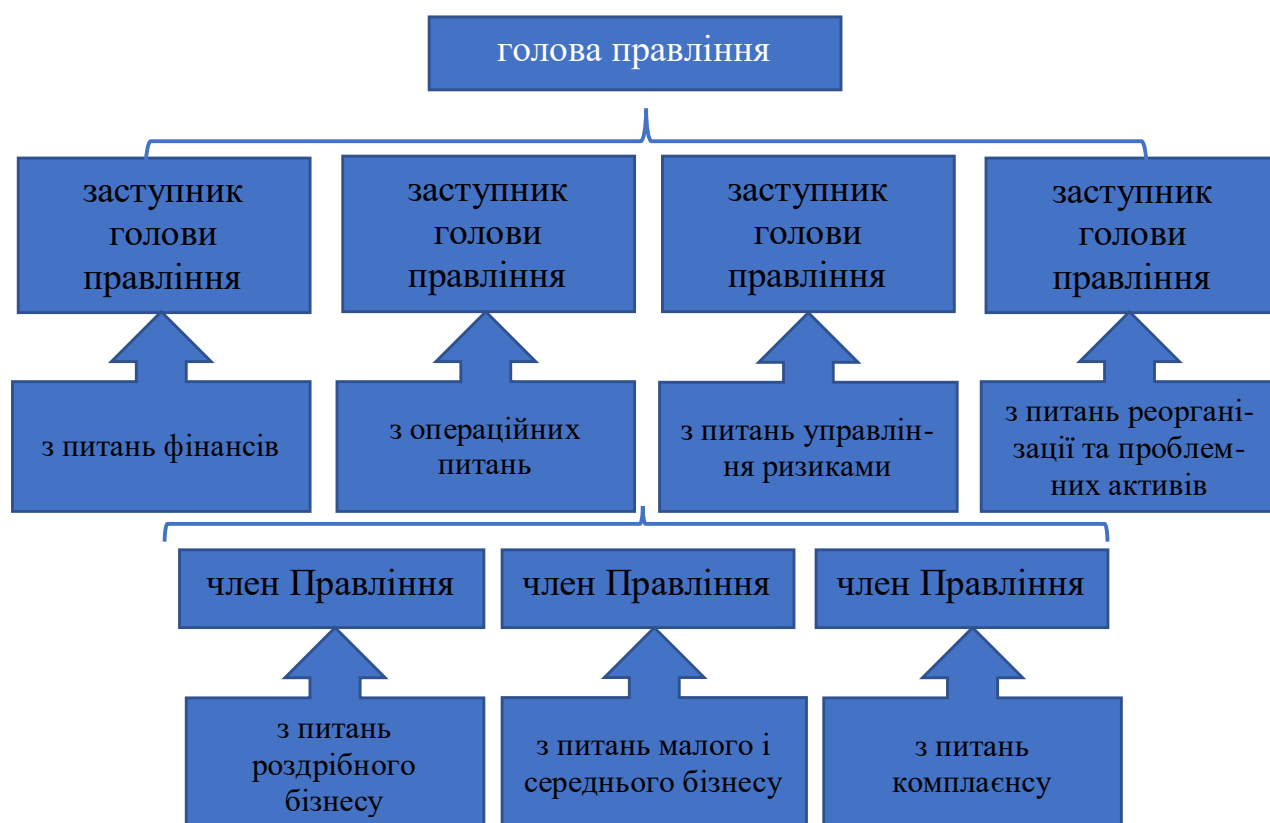 голова правління
заступник
голови
правління
заступник
голови
правління
заступник
голови
правління
заступник
голови
правління
з питань фінансів
з операційних
питань
з питань управлін-
ня ризиками
з питань реоргані-
зації та проблем-
них активів
член Правління
член Правління
член Правління
з питань
роздрібного
бізнесу
з питань малого і
середнього бізнесу
з питань
комплаєнсу